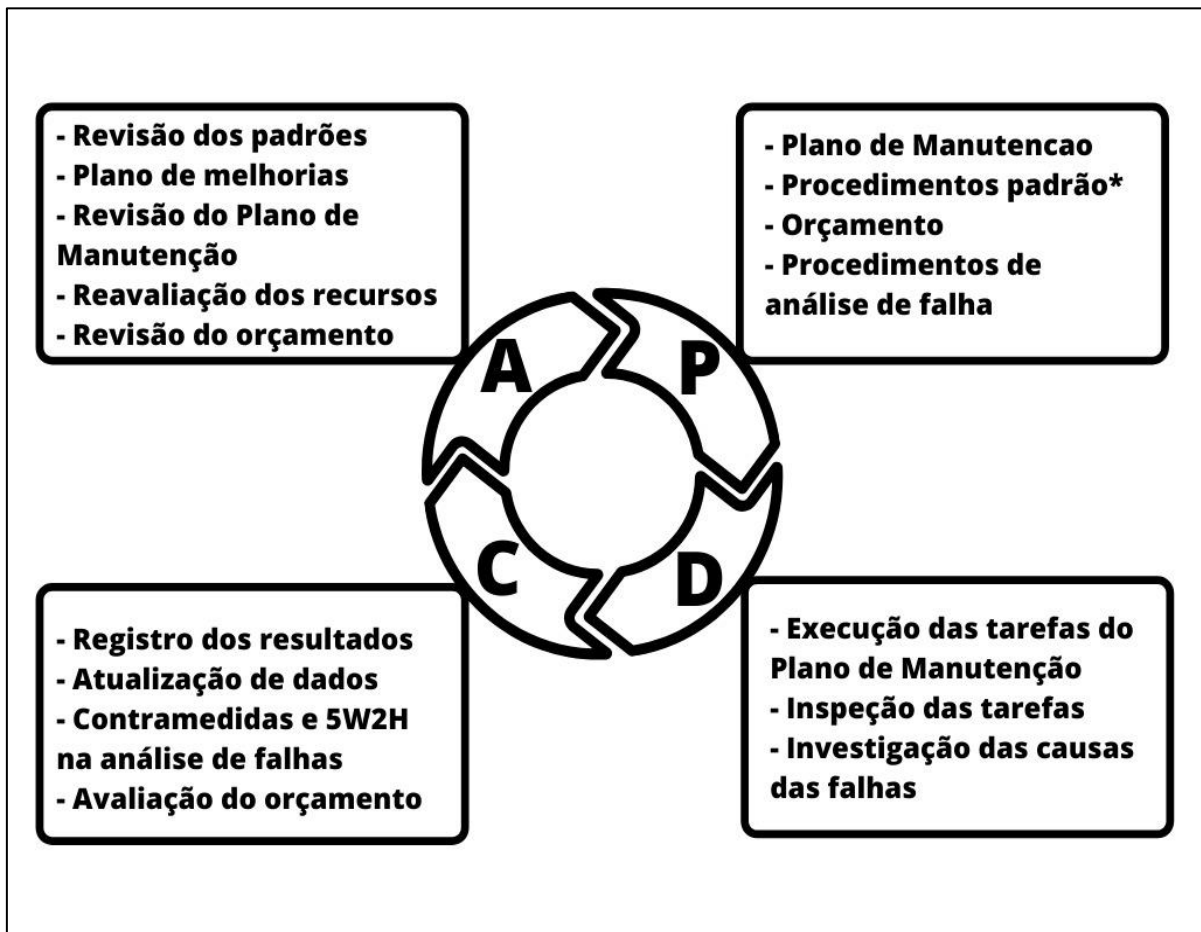 - Revisão dos padrões
- Plano de melhorias
- Revisão do Plano de
Manutenção
- Reavaliação dos recursos
- Revisão do orçamento
- Plano de Manutencao
- Procedimentos padrão*
- Orçamento
- Procedimentos de
análise de falha
A
P
C
D
- Registro dos resultados
- Atualização de dados
- Contramedidas e 5W2H
na análise de falhas
- Avaliação do orçamento
- Execução das tarefas do
Plano de Manutenção
- Inspeção das tarefas
- Investigação das causas
das falhas